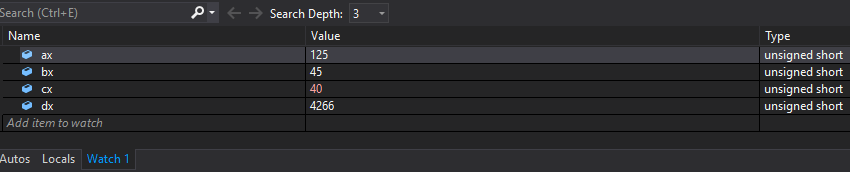 Search (Ctrl+E) Search Depth: 3
Name Value Type
ax 125 unsigned short
bx 45 unsigned short
cx 40 unsigned short
dx 4266 unsigned short
Add item to watch
Autos Locals Watch 1